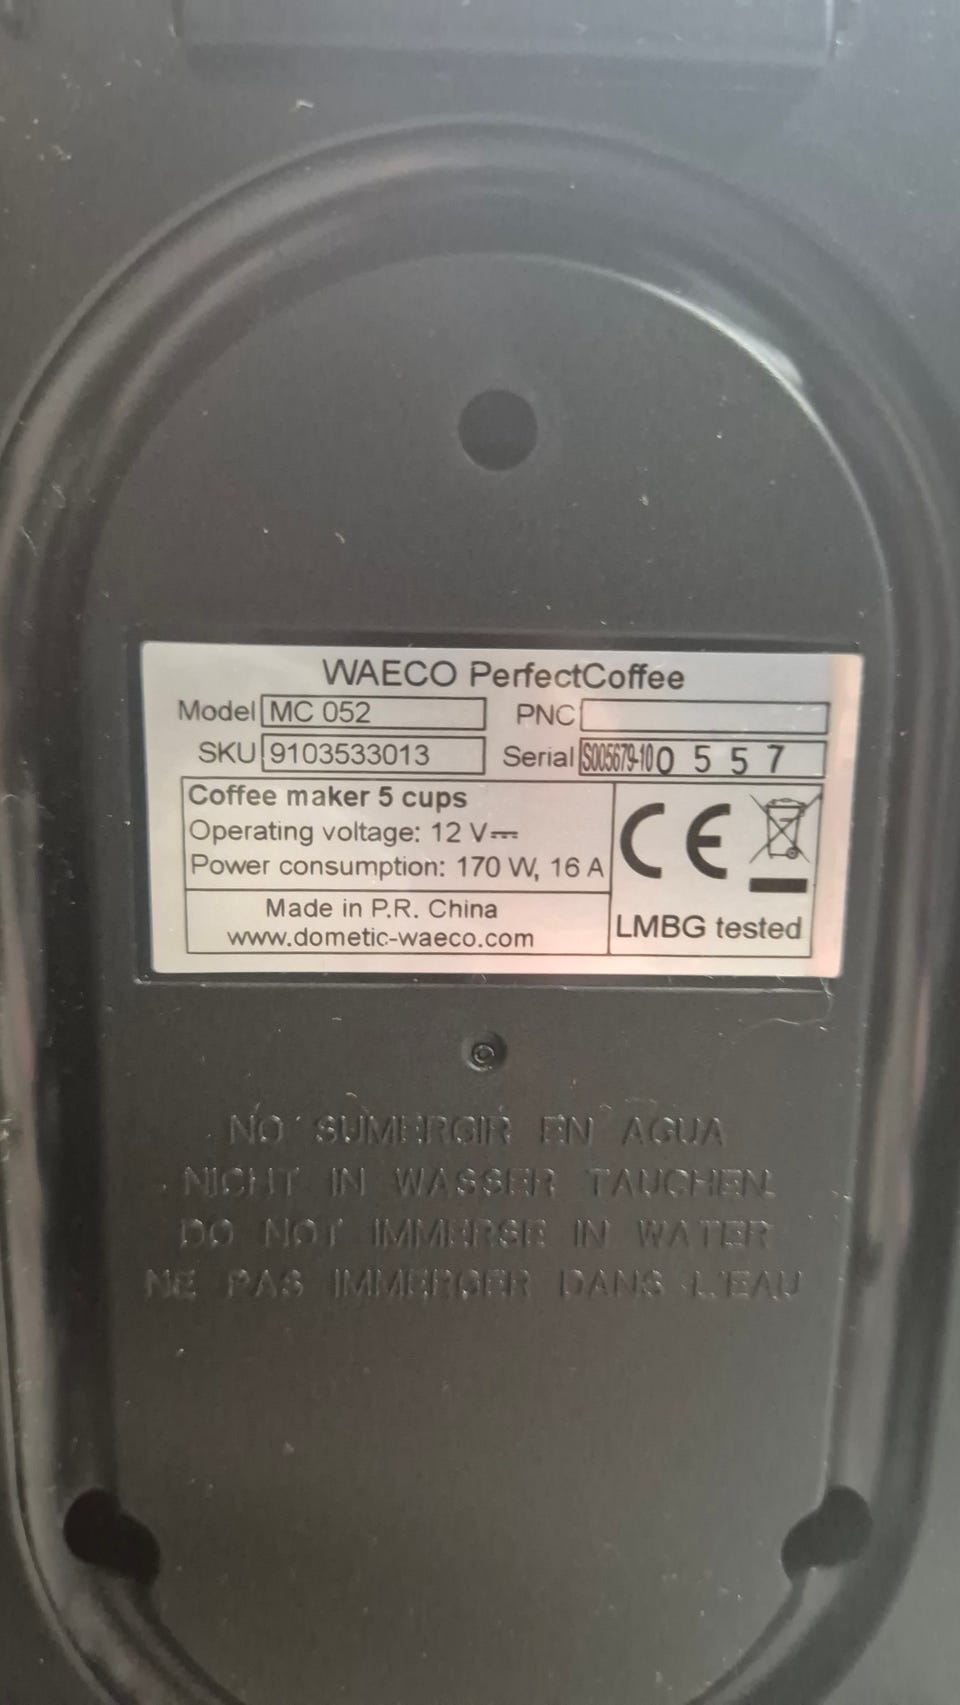 WAECO PerfectCoffee
Model MC 052 PNC
SKU 9103533013 Serial S005679-100 5 5 7
Coffee maker 5 cups
Operating voltage: 12 V⎓
Power consumption: 170 W, 16 A
CE
Made in P.R. China
www.dometic-waeco.com
LMBG tested
NO SUMERGIR EN AGUA
NICHT IN WASSER TAUCHEN
DO NOT IMMERSE IN WATER
NE PAS IMMERGER DANS L'EAU